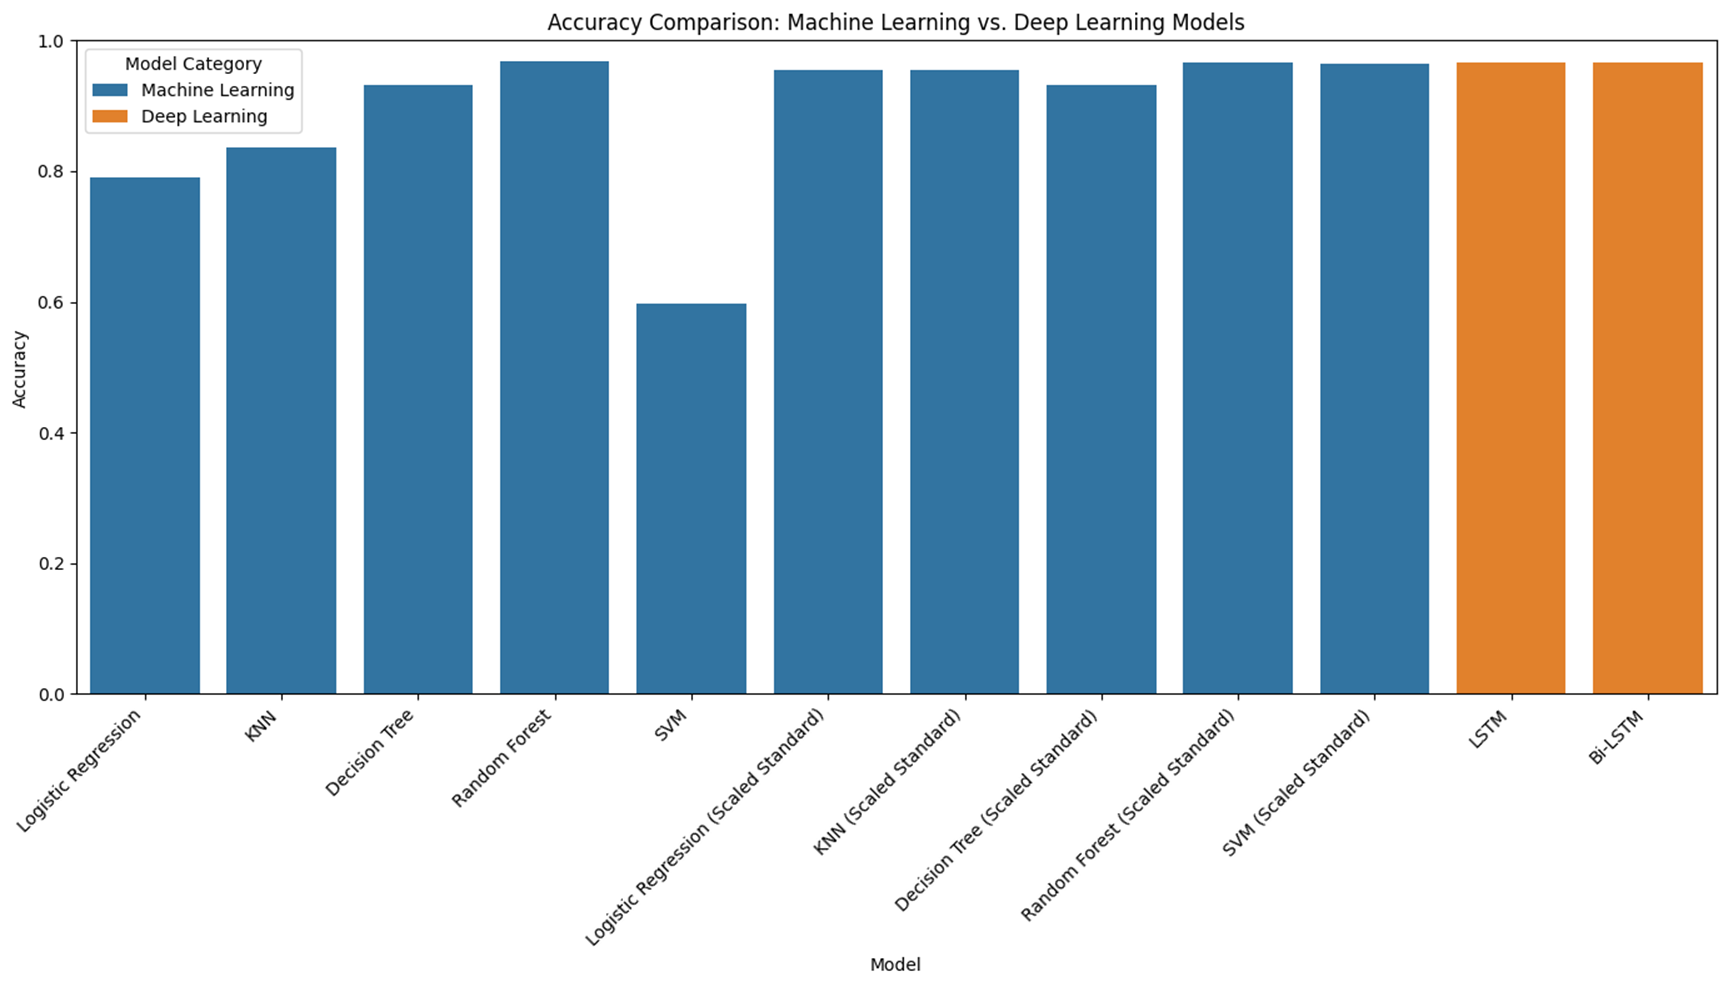 Accuracy Comparison: Machine Learning vs. Deep Learning Models
Model Category
Machine Learning
Deep Learning
Accuracy
1.0
0.8
0.6
0.4
0.2
0.0
Logistic Regression
KNN
Decision Tree
Random Forest
SVM
Logistic Regression (Scaled Standard)
KNN (Scaled Standard)
Decision Tree (Scaled Standard)
Random Forest (Scaled Standard)
SVM (Scaled Standard)
LSTM
Bi-LSTM
Model